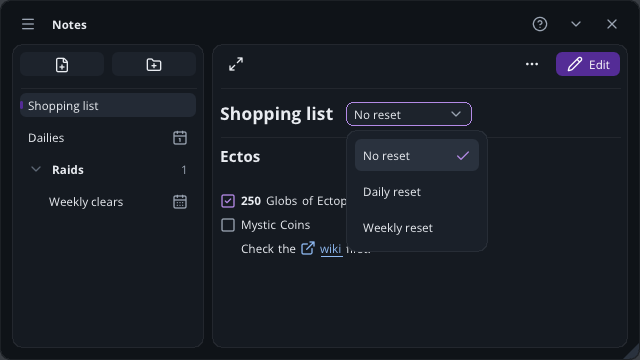 Notes
Edit
Shopping list
Dailies
Raids 1
Weekly clears
Shopping list No reset
No reset
Daily reset
Weekly reset
Ectos
250 Globs of
Mystic Coins
Check the wiki